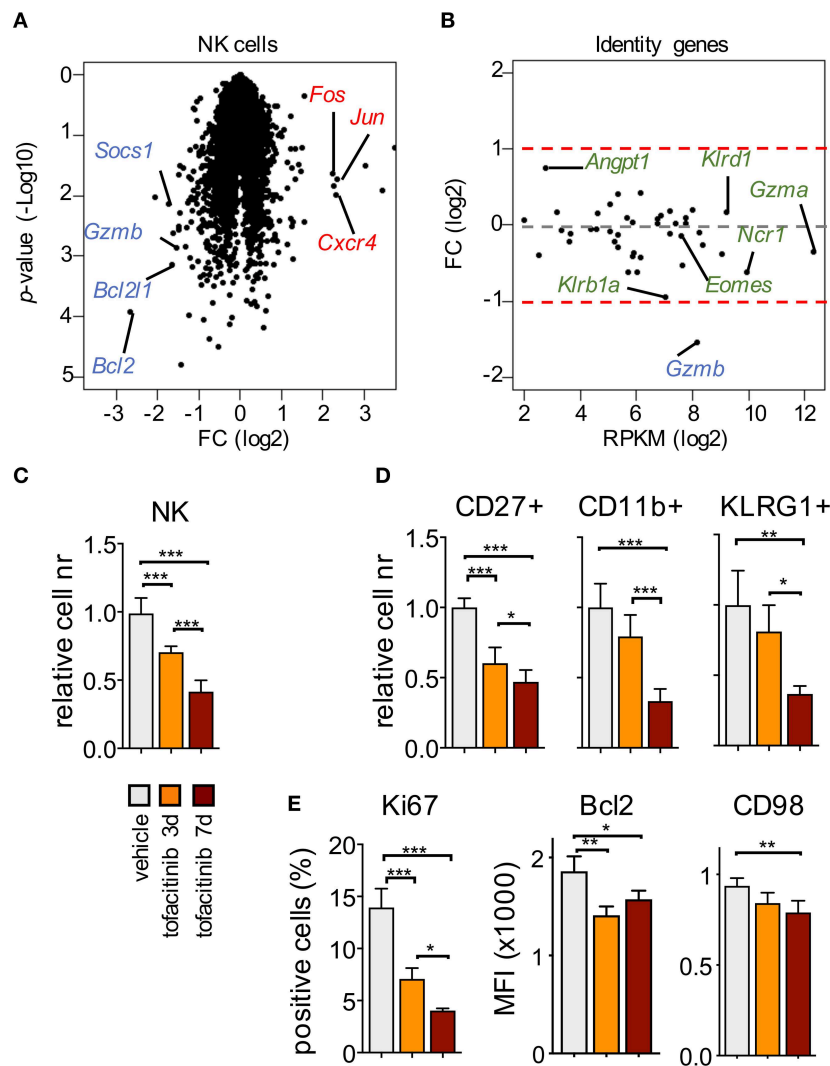 A
NK cells
0
1
2
3
4
5
p-value (-Log10)
-3
-2
-1
0
1
2
3
FC (log2)
Socs1
Gzmb
Bcl2l1
Bcl2
Fos
Jun
Cxcr4
B
Identity genes
2
1
0
-1
-2
FC (log2)
2
4
6
8
10
12
RPKM (log2)
Angpt1
Klrd1
Gzma
Ncr1
Klrb1a
Eomes
Gzmb
C
NK
1.5
1.0
0.5
0.0
relative cell nr
***
***
***
vehicle
tofacitinib 3d
tofacitinib 7d
D
CD27+
CD11b+
KLRG1+
1.5
1.0
0.5
0.0
relative cell nr
***
***
*
***
***
**
*
E
Ki67
20
15
10
5
0
positive cells (%)
***
***
*
Bcl2
2
1
0
MFI (x1000)
*
**
CD98
1
0.5
0
**